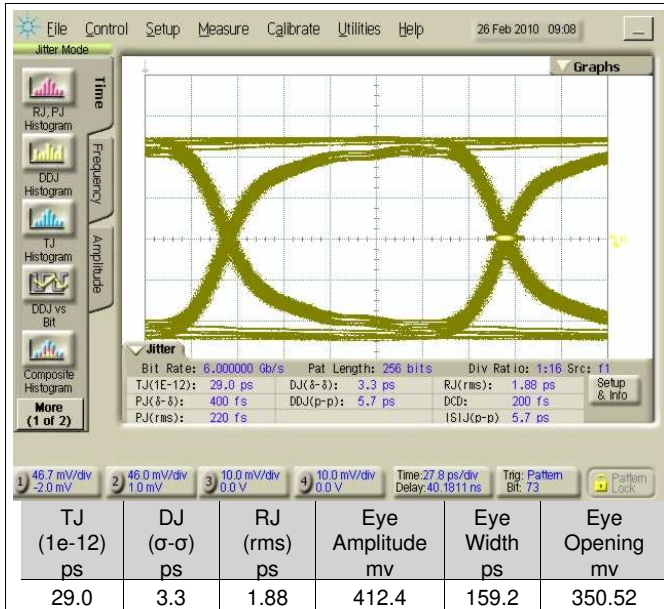 File Control Setup Measure Calibrate Utilities Help 26 Feb 2010 09:08
Jitter Mode
Graphs
RJ, PJ
Histogram
DDJ
Histogram
TJ
Histogram
DDJ vs
Bit
Composite
Histogram
More
(1 of 2)
Time
Frequency
Amplitude
Jitter
Bit Rate: 6.000000 Gb/s Pat Length: 256 bits Div Ratio: 1:16 Src: f1
TJ(1E-12): 29.0 ps DJ(δ-δ): 3.3 ps RJ(rms): 1.88 ps
PJ(δ-δ): 400 fs DDJ(p-p): 5.7 ps DCD: 200 fs
PJ(rms): 220 fs ISIJ(p-p) 5.7 ps
Setup
& Info
1) 46.7 mV/div
-2.0 mV
2) 46.0 mV/div
1.0 mV
3) 10.0 mV/div
0.0 V
4) 10.0 mV/div
0.0 V
Time:27.8 ps/div
Delay:40.1811 ns
Trig: Pattern
Bit: 73
Pattern
Lock
TJ DJ RJ Eye Eye Eye
(1e-12) (σ-σ) (rms) Amplitude Width Opening
ps ps ps mv ps mv
29.0 3.3 1.88 412.4 159.2 350.52